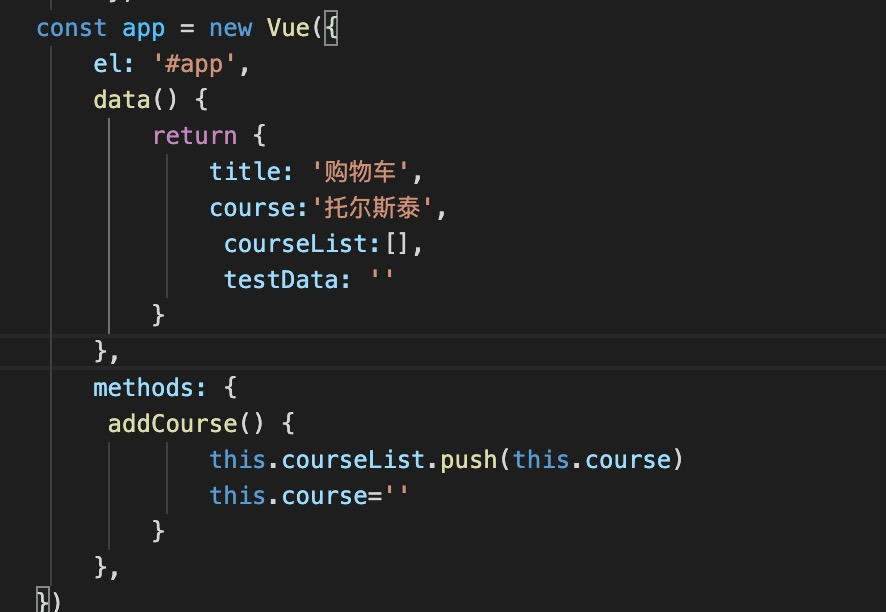 const app = new Vue({
el: '#app',
data() {
return {
title: '购物车',
course:'托尔斯泰',
courseList:[],
testData: ''
}
},
methods: {
addCourse() {
this.courseList.push(this.course)
this.course=''
}
},
})